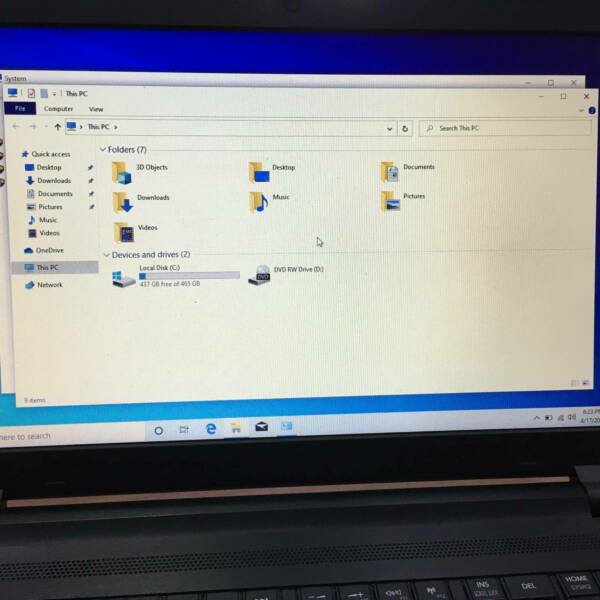 System
This PC
File Computer View
This PC
Search This PC
Quick access
Desktop
Downloads
Documents
Pictures
Music
Videos
OneDrive
This PC
Network
Folders (7)
3D Objects
Desktop
Documents
Downloads
Music
Pictures
Videos
Devices and drives (2)
Local Disk (C:)
437 GB free of 465 GB
DVD RW Drive (D:)
DVD
9 items
here to search
6:23 PM
4/17/20
INS
DEL
HOME